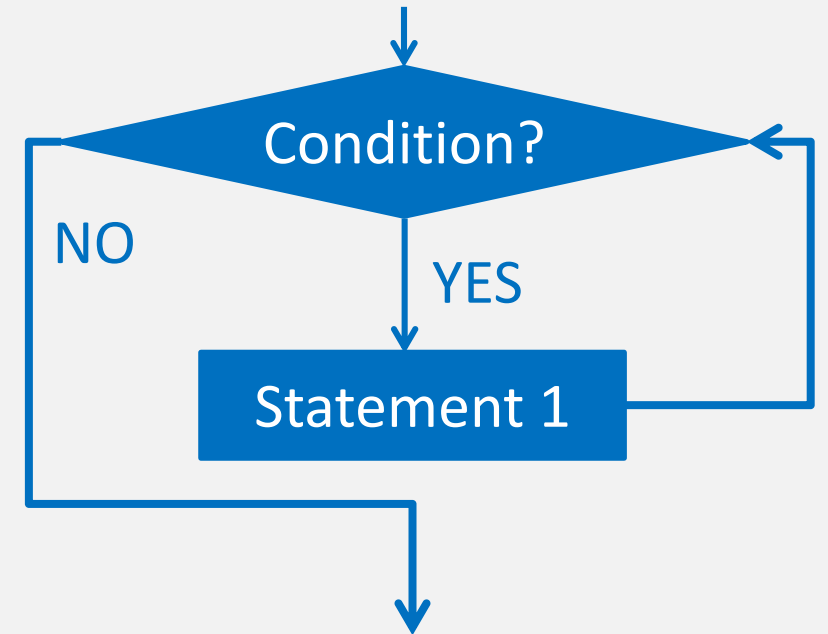 Condition?
NO
YES
Statement 1